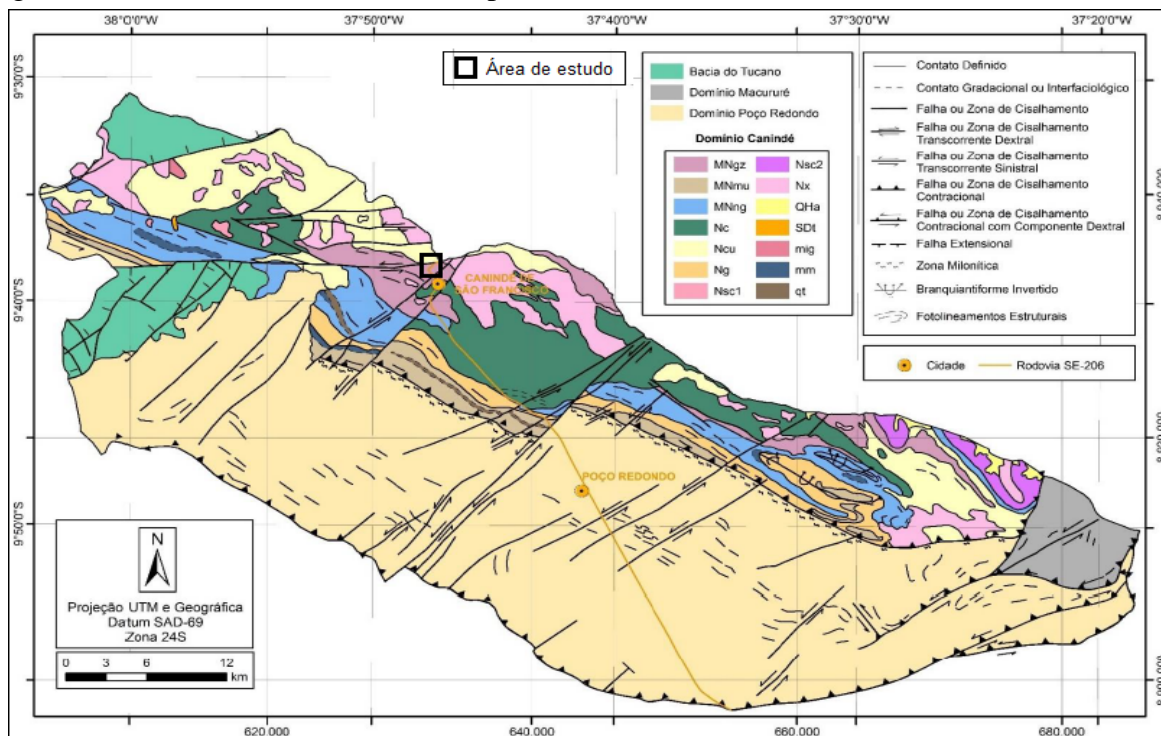 38°0'0"W
37°50'0"W
37°40'0"W
37°30'0"W
37°20'0"W
9°30'0"S
9°40'0"S
9°50'0"S
Área de estudo
Bacia do Tucano
Domínio Macururé
Domínio Poço Redondo
Domínio Canindé
MNgz
MNmu
MNng
Nc
Ncu
Ng
Nsc1
Nsc2
Nx
QHa
SDt
mig
mm
qt
Contato Definido
Contato Gradacional ou Interfaciológico
Falha ou Zona de Cisalhamento
Falha ou Zona de Cisalhamento
Transcorrente Dextral
Falha ou Zona de Cisalhamento
Transcorrente Sinistral
Falha ou Zona de Cisalhamento
Contracional
Falha ou Zona de Cisalhamento
Contracional com Componente Dextral
Falha Extensional
Zona Milonítica
Branquiantiforme Invertido
Fotolineamentos Estruturais
Cidade
Rodovia SE-206
CANINDÉ DE
SÃO FRANCISCO
POÇO REDONDO
N
Projeção UTM e Geográfica
Datum SAD-69
Zona 24S
0 3 6 12
km
620.000
640.000
660.000
680.000